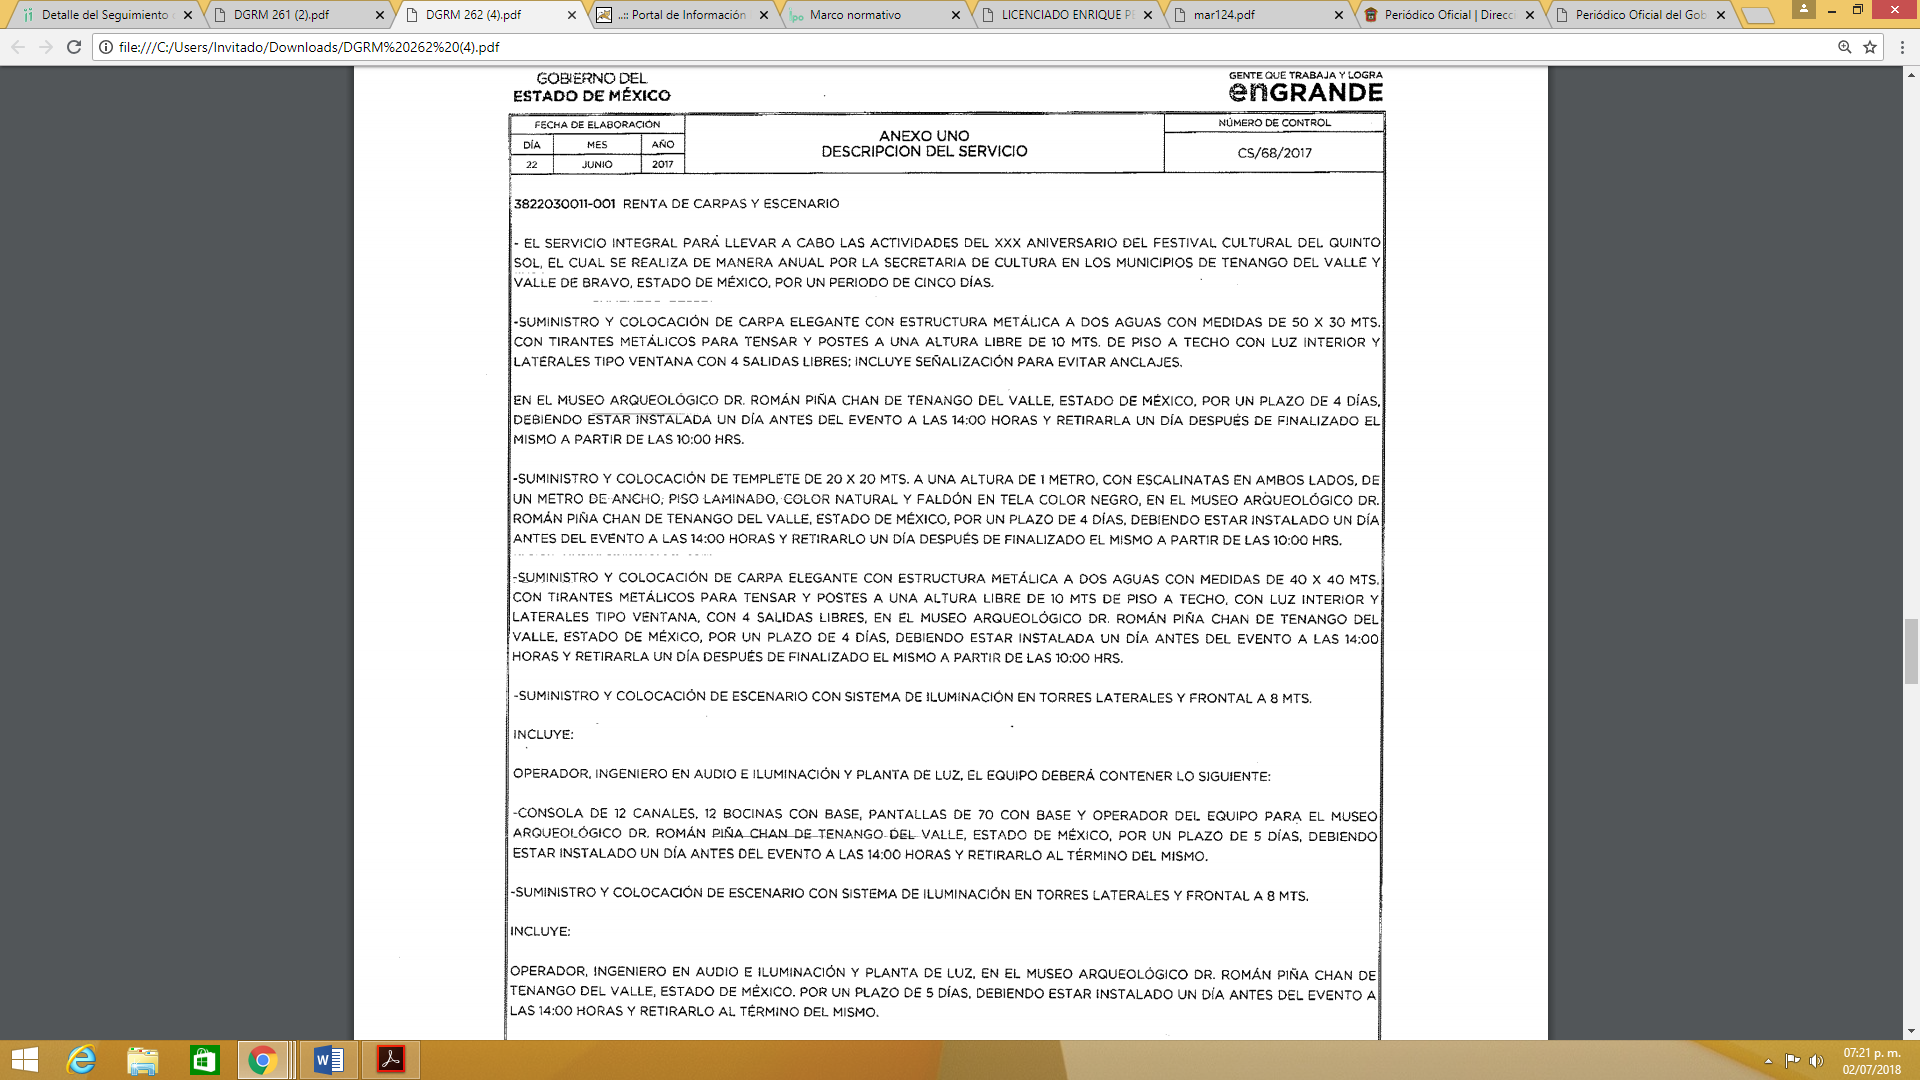 Detalle del Seguimiento
DGRM 261 (2).pdf
DGRM 262 (4).pdf
..:: Portal de Información
Marco normativo
LICENCIADO ENRIQUE PE
mar124.pdf
Periódico Oficial | Direcci
Periódico Oficial del Gob
file:///C:/Users/Invitado/Downloads/DGRM%20262%20(4).pdf
GOBIERNO DEL
ESTADO DE MÉXICO
GENTE QUE TRABAJA Y LOGRA
enGRANDE
FECHA DE ELABORACIÓN
DÍA MES AÑO
22 JUNIO 2017
ANEXO UNO
DESCRIPCION DEL SERVICIO
NÚMERO DE CONTROL
CS/68/2017
3822030011-001 RENTA DE CARPAS Y ESCENARIO
- EL SERVICIO INTEGRAL PARA LLEVAR A CABO LAS ACTIVIDADES DEL XXX ANIVERSARIO DEL FESTIVAL CULTURAL DEL QUINTO
SOL, EL CUAL SE REALIZA DE MANERA ANUAL POR LA SECRETARIA DE CULTURA EN LOS MUNICIPIOS DE TENANGO DEL VALLE Y
VALLE DE BRAVO, ESTADO DE MÉXICO, POR UN PERIODO DE CINCO DÍAS.
-SUMINISTRO Y COLOCACIÓN DE CARPA ELEGANTE CON ESTRUCTURA METÁLICA A DOS AGUAS CON MEDIDAS DE 50 X 30 MTS.
CON TIRANTES METÁLICOS PARA TENSAR Y POSTES A UNA ALTURA LIBRE DE 10 MTS. DE PISO A TECHO CON LUZ INTERIOR Y
LATERALES TIPO VENTANA CON 4 SALIDAS LIBRES; INCLUYE SEÑALIZACIÓN PARA EVITAR ANCLAJES.
EN EL MUSEO ARQUEOLÓGICO DR. ROMÁN PIÑA CHAN DE TENANGO DEL VALLE, ESTADO DE MÉXICO, POR UN PLAZO DE 4 DÍAS,
DEBIENDO ESTAR INSTALADA UN DÍA ANTES DEL EVENTO A LAS 14:00 HORAS Y RETIRARLA UN DÍA DESPUÉS DE FINALIZADO EL
MISMO A PARTIR DE LAS 10:00 HRS.
-SUMINISTRO Y COLOCACIÓN DE TEMPLETE DE 20 X 20 MTS. A UNA ALTURA DE 1 METRO, CON ESCALINATAS EN AMBOS LADOS, DE
UN METRO DE ANCHO, PISO LAMINADO, COLOR NATURAL Y FALDÓN EN TELA COLOR NEGRO, EN EL MUSEO ARQUEOLÓGICO DR.
ROMÁN PIÑA CHAN DE TENANGO DEL VALLE, ESTADO DE MÉXICO, POR UN PLAZO DE 4 DÍAS, DEBIENDO ESTAR INSTALADO UN DÍA
ANTES DEL EVENTO A LAS 14:00 HORAS Y RETIRARLO UN DÍA DESPUÉS DE FINALIZADO EL MISMO A PARTIR DE LAS 10:00 HRS.
-SUMINISTRO Y COLOCACIÓN DE CARPA ELEGANTE CON ESTRUCTURA METÁLICA A DOS AGUAS CON MEDIDAS DE 40 X 40 MTS.
CON TIRANTES METÁLICOS PARA TENSAR Y POSTES A UNA ALTURA LIBRE DE 10 MTS DE PISO A TECHO, CON LUZ INTERIOR Y
LATERALES TIPO VENTANA, CON 4 SALIDAS LIBRES, EN EL MUSEO ARQUEOLÓGICO DR. ROMÁN PIÑA CHAN DE TENANGO DEL
VALLE, ESTADO DE MÉXICO, POR UN PLAZO DE 4 DÍAS, DEBIENDO ESTAR INSTALADA UN DÍA ANTES DEL EVENTO A LAS 14:00
HORAS Y RETIRARLA UN DÍA DESPUÉS DE FINALIZADO EL MISMO A PARTIR DE LAS 10:00 HRS.
-SUMINISTRO Y COLOCACIÓN DE ESCENARIO CON SISTEMA DE ILUMINACIÓN EN TORRES LATERALES Y FRONTAL A 8 MTS.
INCLUYE:
OPERADOR, INGENIERO EN AUDIO E ILUMINACIÓN Y PLANTA DE LUZ, EL EQUIPO DEBERÁ CONTENER LO SIGUIENTE:
-CONSOLA DE 12 CANALES, 12 BOCINAS CON BASE, PANTALLAS DE 70 CON BASE Y OPERADOR DEL EQUIPO PARA EL MUSEO
ARQUEOLÓGICO DR. ROMÁN PIÑA CHAN DE TENANGO DEL VALLE, ESTADO DE MÉXICO, POR UN PLAZO DE 5 DÍAS, DEBIENDO
ESTAR INSTALADO UN DÍA ANTES DEL EVENTO A LAS 14:00 HORAS Y RETIRARLO AL TÉRMINO DEL MISMO.
-SUMINISTRO Y COLOCACIÓN DE ESCENARIO CON SISTEMA DE ILUMINACIÓN EN TORRES LATERALES Y FRONTAL A 8 MTS.
INCLUYE:
OPERADOR, INGENIERO EN AUDIO E ILUMINACIÓN Y PLANTA DE LUZ, EN EL MUSEO ARQUEOLÓGICO DR. ROMÁN PIÑA CHAN DE
TENANGO DEL VALLE, ESTADO DE MÉXICO. POR UN PLAZO DE 5 DÍAS, DEBIENDO ESTAR INSTALADO UN DÍA ANTES DEL EVENTO A
LAS 14:00 HORAS Y RETIRARLO AL TÉRMINO DEL MISMO.
07:21 p. m.
02/07/2018